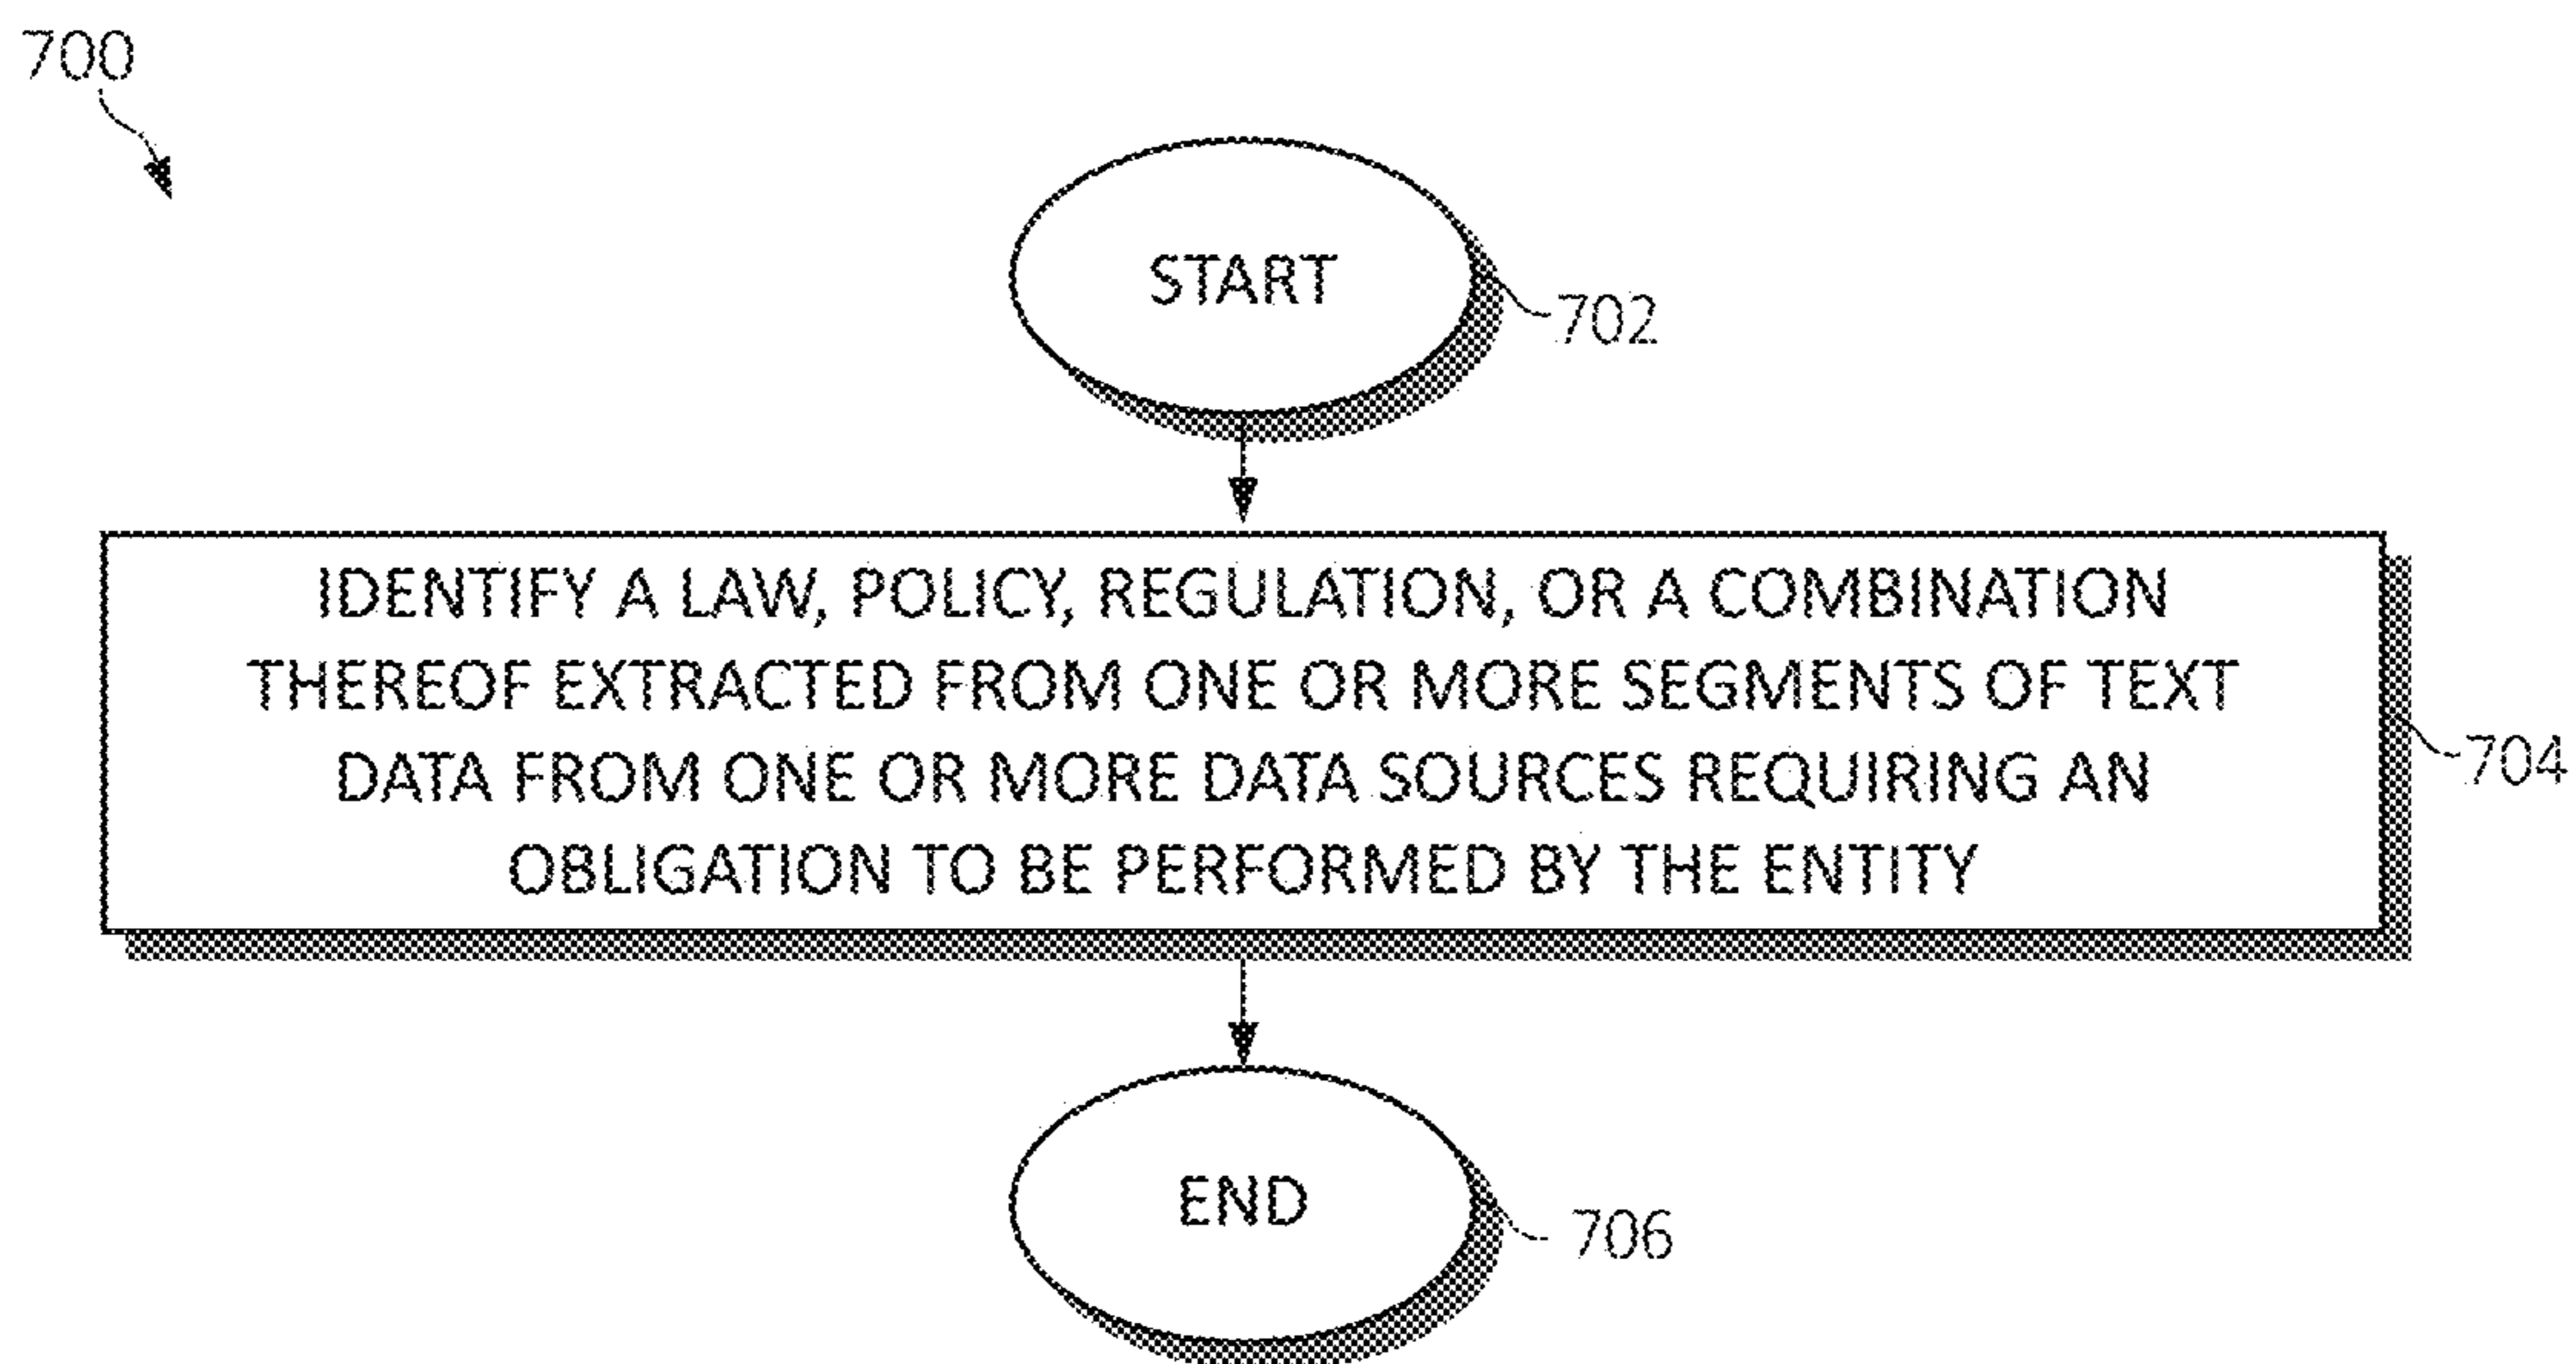 700
START
702
IDENTIFY A LAW, POLICY, REGULATION, OR A COMBINATION
THEREOF EXTRACTED FROM ONE OR MORE SEGMENTS OF TEXT
DATA FROM ONE OR MORE DATA SOURCES REQUIRING AN
OBLIGATION TO BE PERFORMED BY THE ENTITY
704
END
706